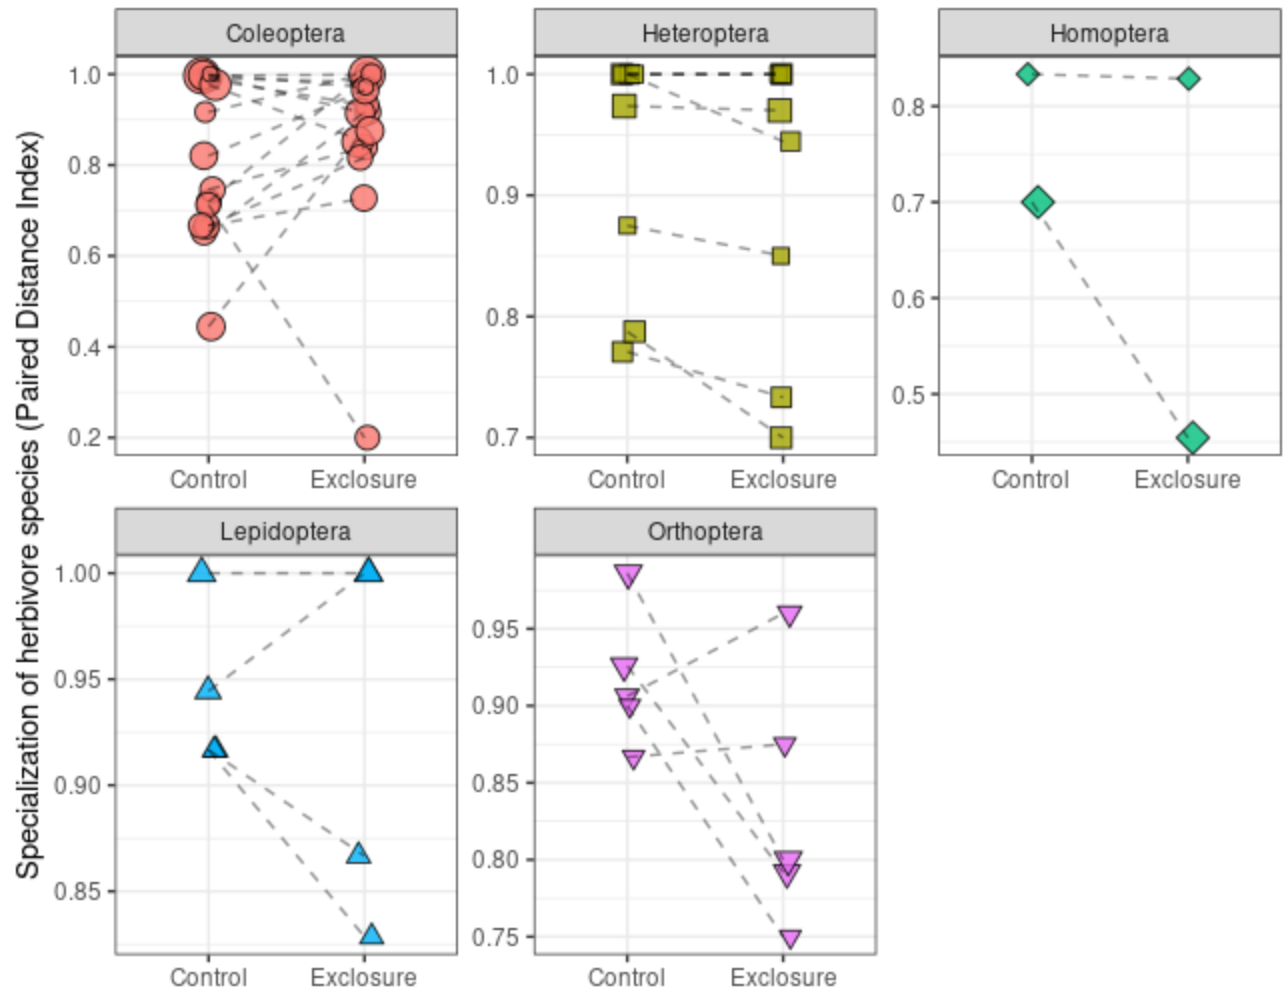 Specialization of herbivore species (Paired Distance Index)
Coleoptera
1.0
0.8
0.6
0.4
0.2
Control Exclosure
Heteroptera
1.0
0.9
0.8
0.7
Control Exclosure
Homoptera
0.8
0.7
0.6
0.5
Control Exclosure
Lepidoptera
1.00
0.95
0.90
0.85
Control Exclosure
Orthoptera
0.95
0.90
0.85
0.80
0.75
Control Exclosure